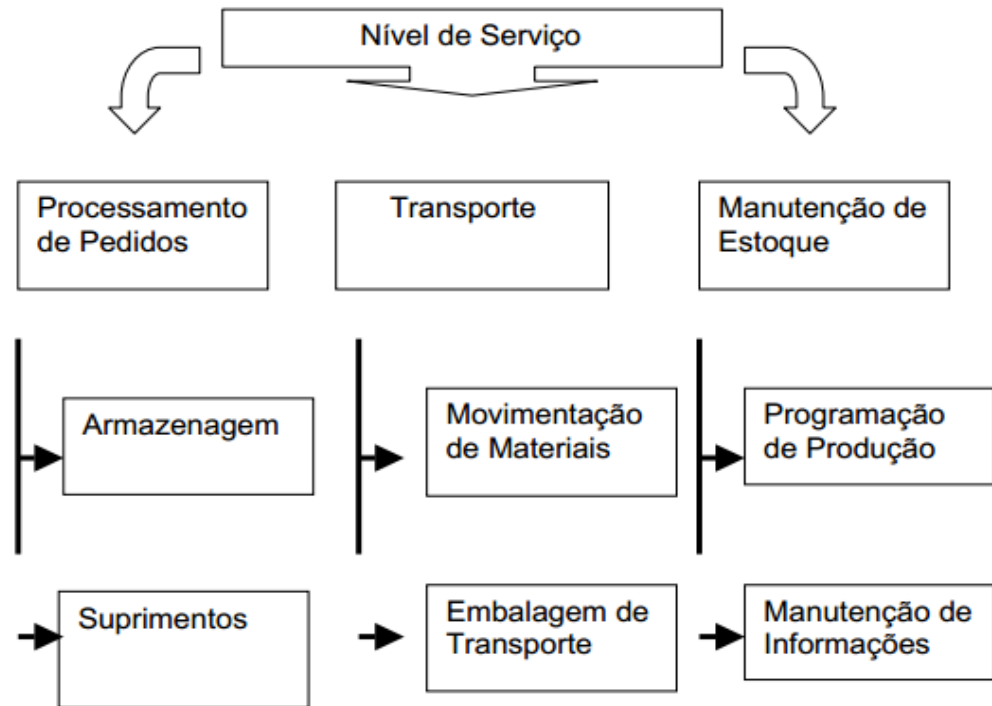 Nível de Serviço
Processamento
de Pedidos
Transporte
Manutenção de
Estoque
Armazenagem
Movimentação
de Materiais
Programação
de Produção
Suprimentos
Embalagem de
Transporte
Manutenção de
Informações